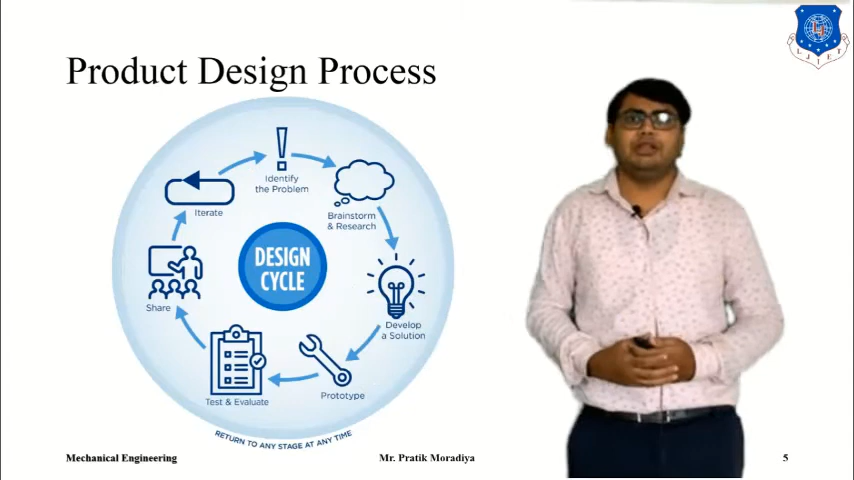 Product Design Process
LJIET
Identify
the Problem
Brainstorm
& Research
Develop
a Solution
Prototype
Test & Evaluate
Share
Iterate
DESIGN
CYCLE
RETURN TO ANY STAGE AT ANY TIME
Mechanical Engineering
Mr. Pratik Moradiya
5